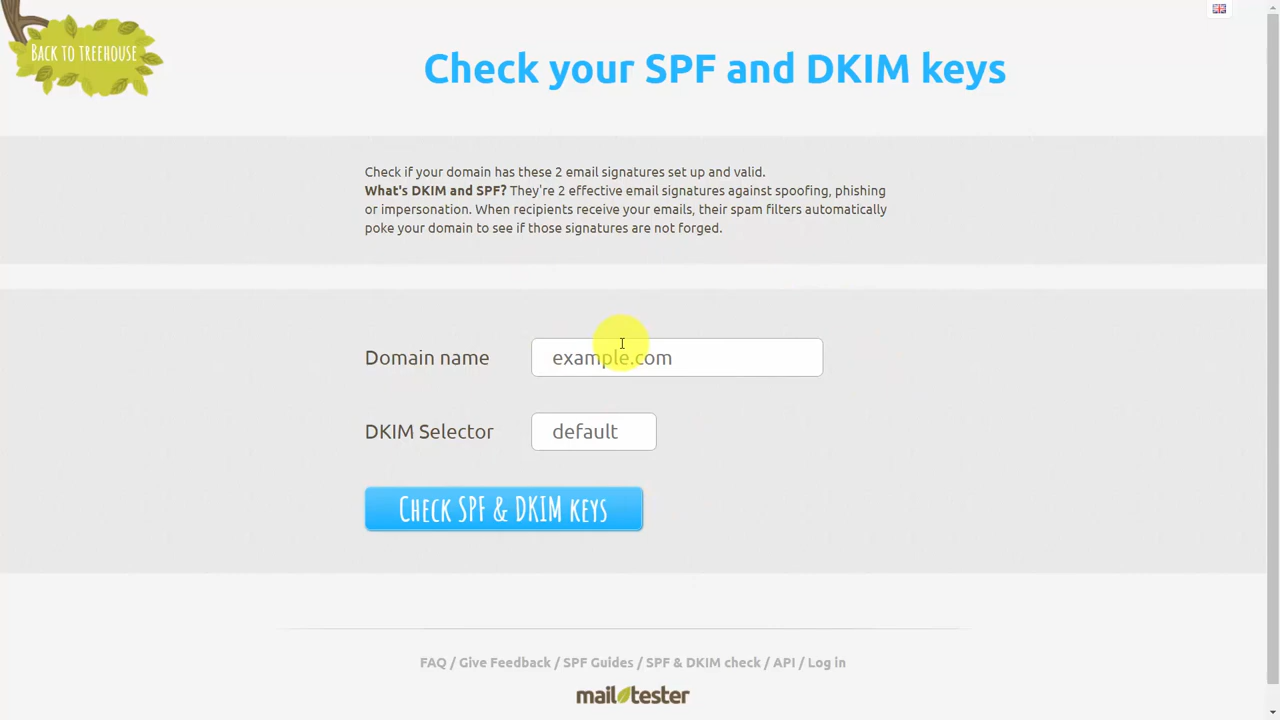 Back to treehouse
Check your SPF and DKIM keys
Check if your domain has these 2 email signatures set up and valid.
What's DKIM and SPF? They're 2 effective email signatures against spoofing, phishing
or impersonation. When recipients receive your emails, their spam filters automatically
poke your domain to see if those signatures are not forged.
Domain name example.com
DKIM Selector default
Check SPF & DKIM keys
FAQ / Give Feedback / SPF Guides / SPF & DKIM check / API / Log in
mail tester